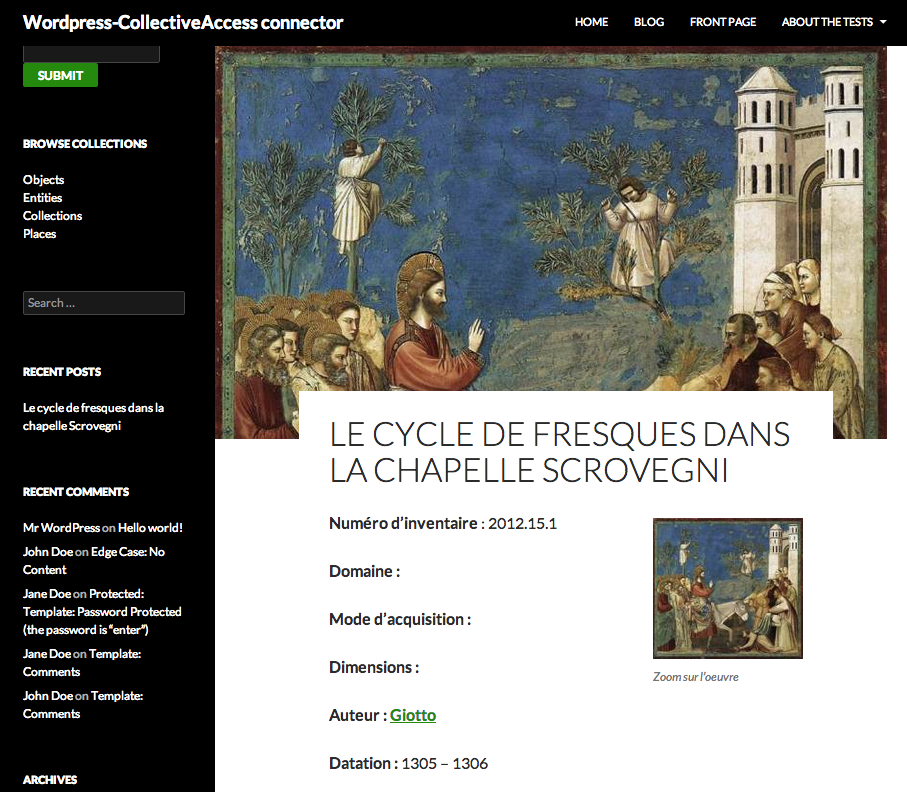 Wordpress-CollectiveAccess connector
HOME
BLOG
FRONT PAGE
ABOUT THE TESTS
SUBMIT
BROWSE COLLECTIONS
Objects
Entities
Collections
Places
Search ...
RECENT POSTS
Le cycle de fresques dans la
chapelle Scrovegni
RECENT COMMENTS
Mr WordPress on Hello world!
John Doe on Edge Case: No
Content
Jane Doe on Protected:
Template: Password Protected
(the password is “enter”)
Jane Doe on Template:
Comments
John Doe on Template:
Comments
ARCHIVES
LE CYCLE DE FRESQUES DANS
LA CHAPELLE SCROVEGNI
Numéro d’inventaire : 2012.15.1
Domaine :
Mode d’acquisition :
Dimensions :
Auteur : Giotto
Datation : 1305 – 1306
Zoom sur l’oeuvre